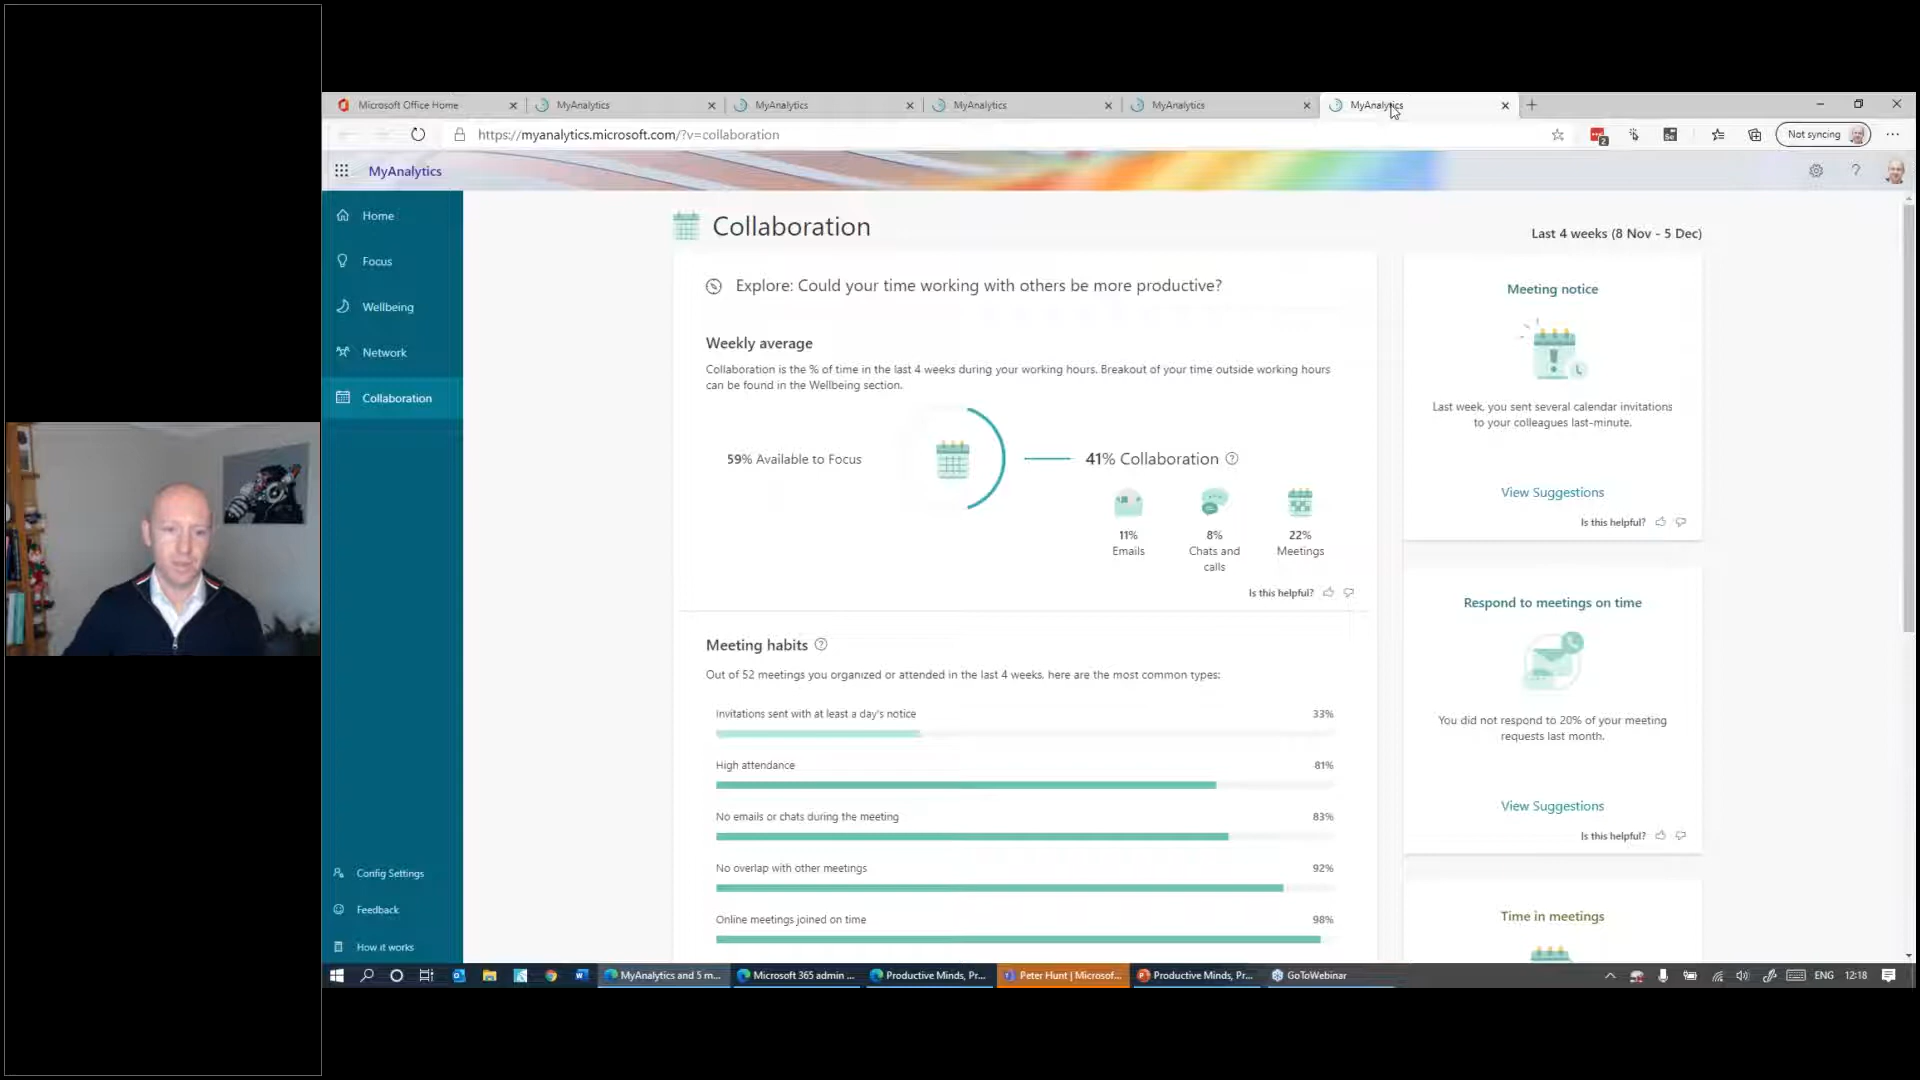 Microsoft Office Home
MyAnalytics
MyAnalytics
MyAnalytics
MyAnalytics
MyAnalytics
https://myanalytics.microsoft.com/?v=collaboration
2
Not syncing
MyAnalytics
Home
Focus
Wellbeing
Network
Collaboration
Config Settings
Feedback
How it works
Collaboration
Last 4 weeks (8 Nov - 5 Dec)
Explore: Could your time working with others be more productive?
Weekly average
Collaboration is the % of time in the last 4 weeks during your working hours. Breakout of your time outside working hours
can be found in the Wellbeing section.
59% Available to Focus
41% Collaboration
11%
Emails
8%
Chats and
calls
22%
Meetings
Is this helpful?
Meeting habits
Out of 52 meetings you organized or attended in the last 4 weeks, here are the most common types:
Invitations sent with at least a day's notice 33%
High attendance 81%
No emails or chats during the meeting 83%
No overlap with other meetings 92%
Online meetings joined on time 98%
Meeting notice
Last week, you sent several calendar invitations
to your colleagues last-minute.
View Suggestions
Is this helpful?
Respond to meetings on time
You did not respond to 20% of your meeting
requests last month.
View Suggestions
Is this helpful?
Time in meetings
MyAnalytics and 5 m...
Microsoft 365 admin ...
Productive Minds, Pr...
Peter Hunt | Microsof...
Productive Minds, Pr...
GoToWebinar
ENG
12:18